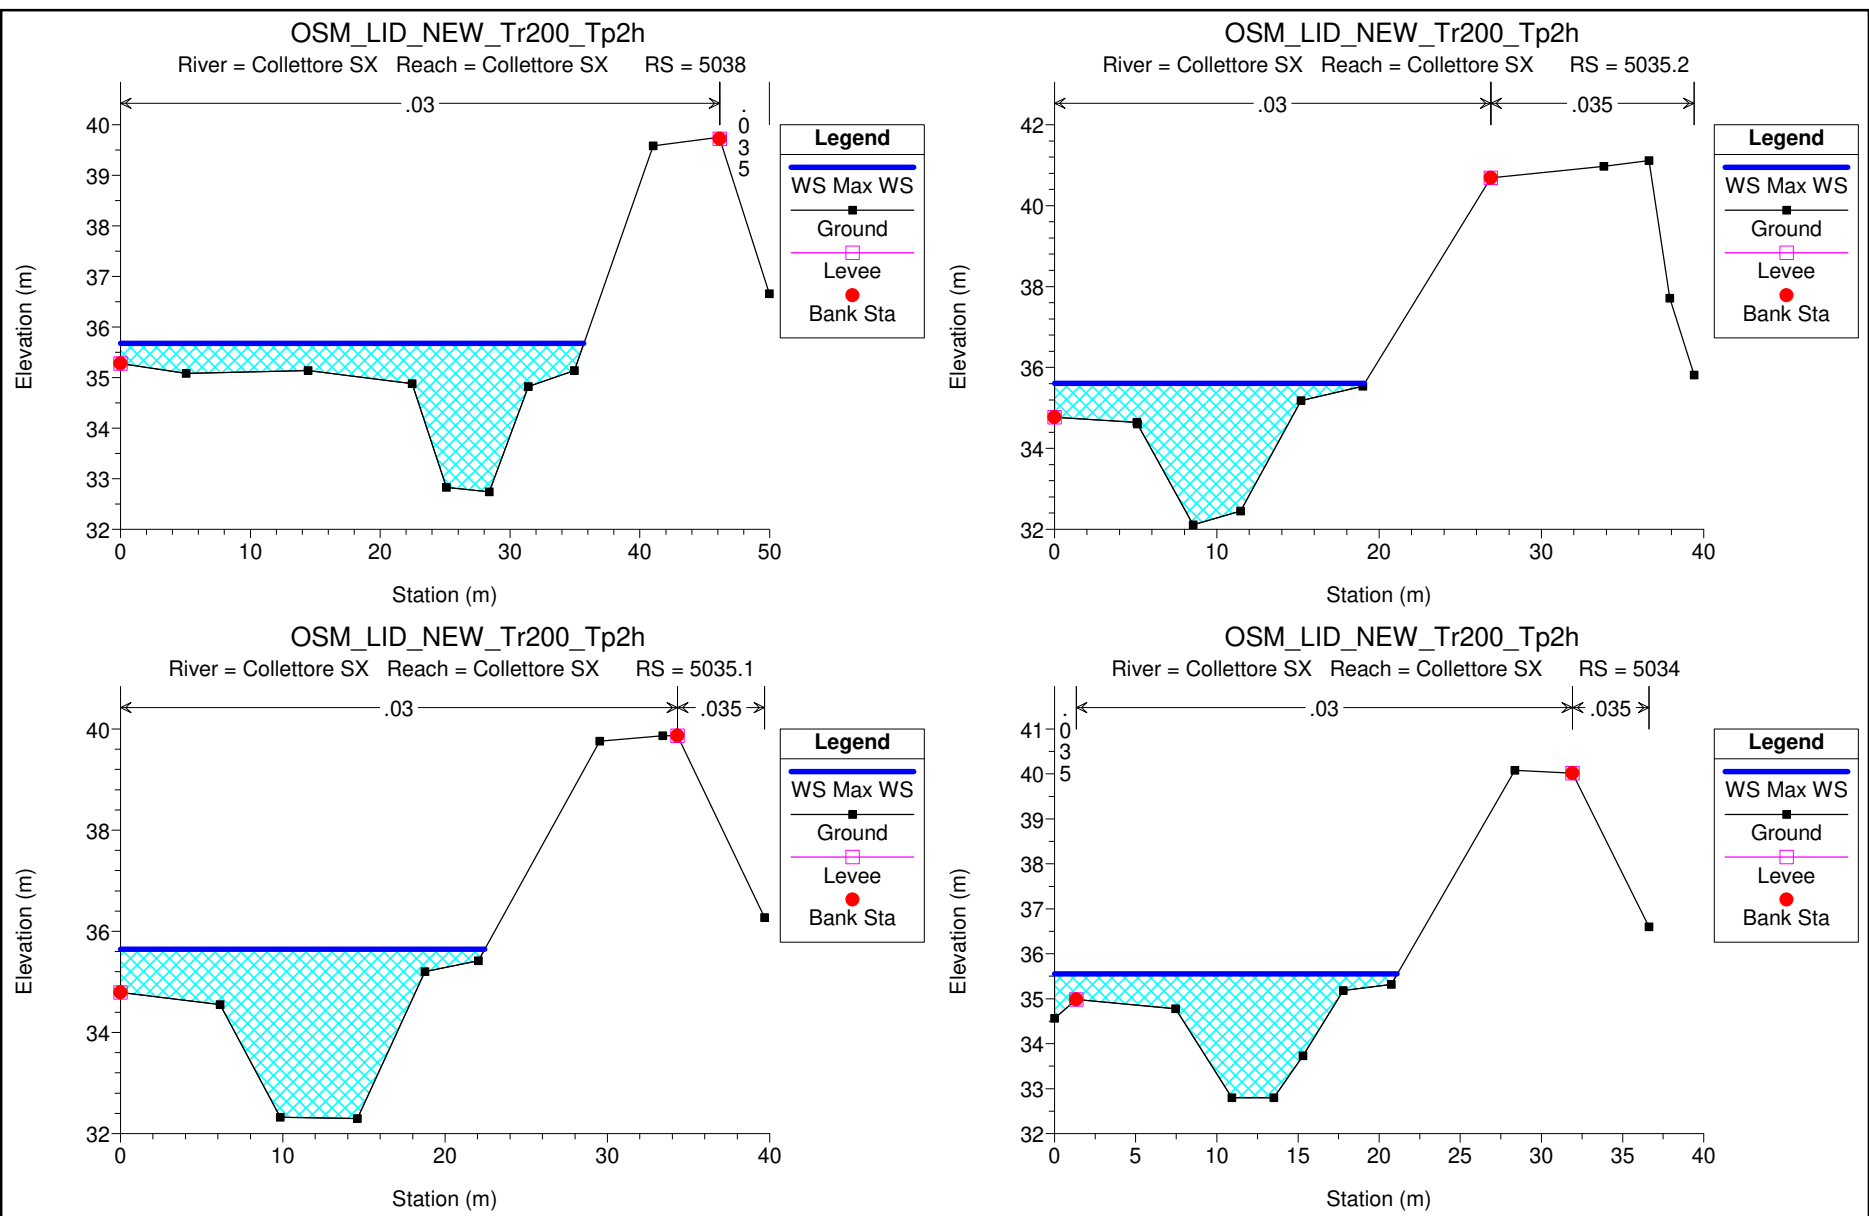 OSM_LID_NEW_Tr200_Tp2h
River = Collettore SX Reach = Collettore SX RS = 5038
.03
.035
40
39
38
37
36
35
34
33
32
Elevation (m)
0 10 20 30 40 50
Station (m)
Legend
WS Max WS
Ground
Levee
Bank Sta
OSM_LID_NEW_Tr200_Tp2h
River = Collettore SX Reach = Collettore SX RS = 5035.2
.03
.035
42
40
38
36
34
32
Elevation (m)
0 10 20 30 40
Station (m)
Legend
WS Max WS
Ground
Levee
Bank Sta
OSM_LID_NEW_Tr200_Tp2h
River = Collettore SX Reach = Collettore SX RS = 5035.1
.03
.035
40
38
36
34
32
Elevation (m)
0 10 20 30 40
Station (m)
Legend
WS Max WS
Ground
Levee
Bank Sta
OSM_LID_NEW_Tr200_Tp2h
River = Collettore SX Reach = Collettore SX RS = 5034
.035
.03
.035
41
40
39
38
37
36
35
34
33
32
Elevation (m)
0 5 10 15 20 25 30 35 40
Station (m)
Legend
WS Max WS
Ground
Levee
Bank Sta